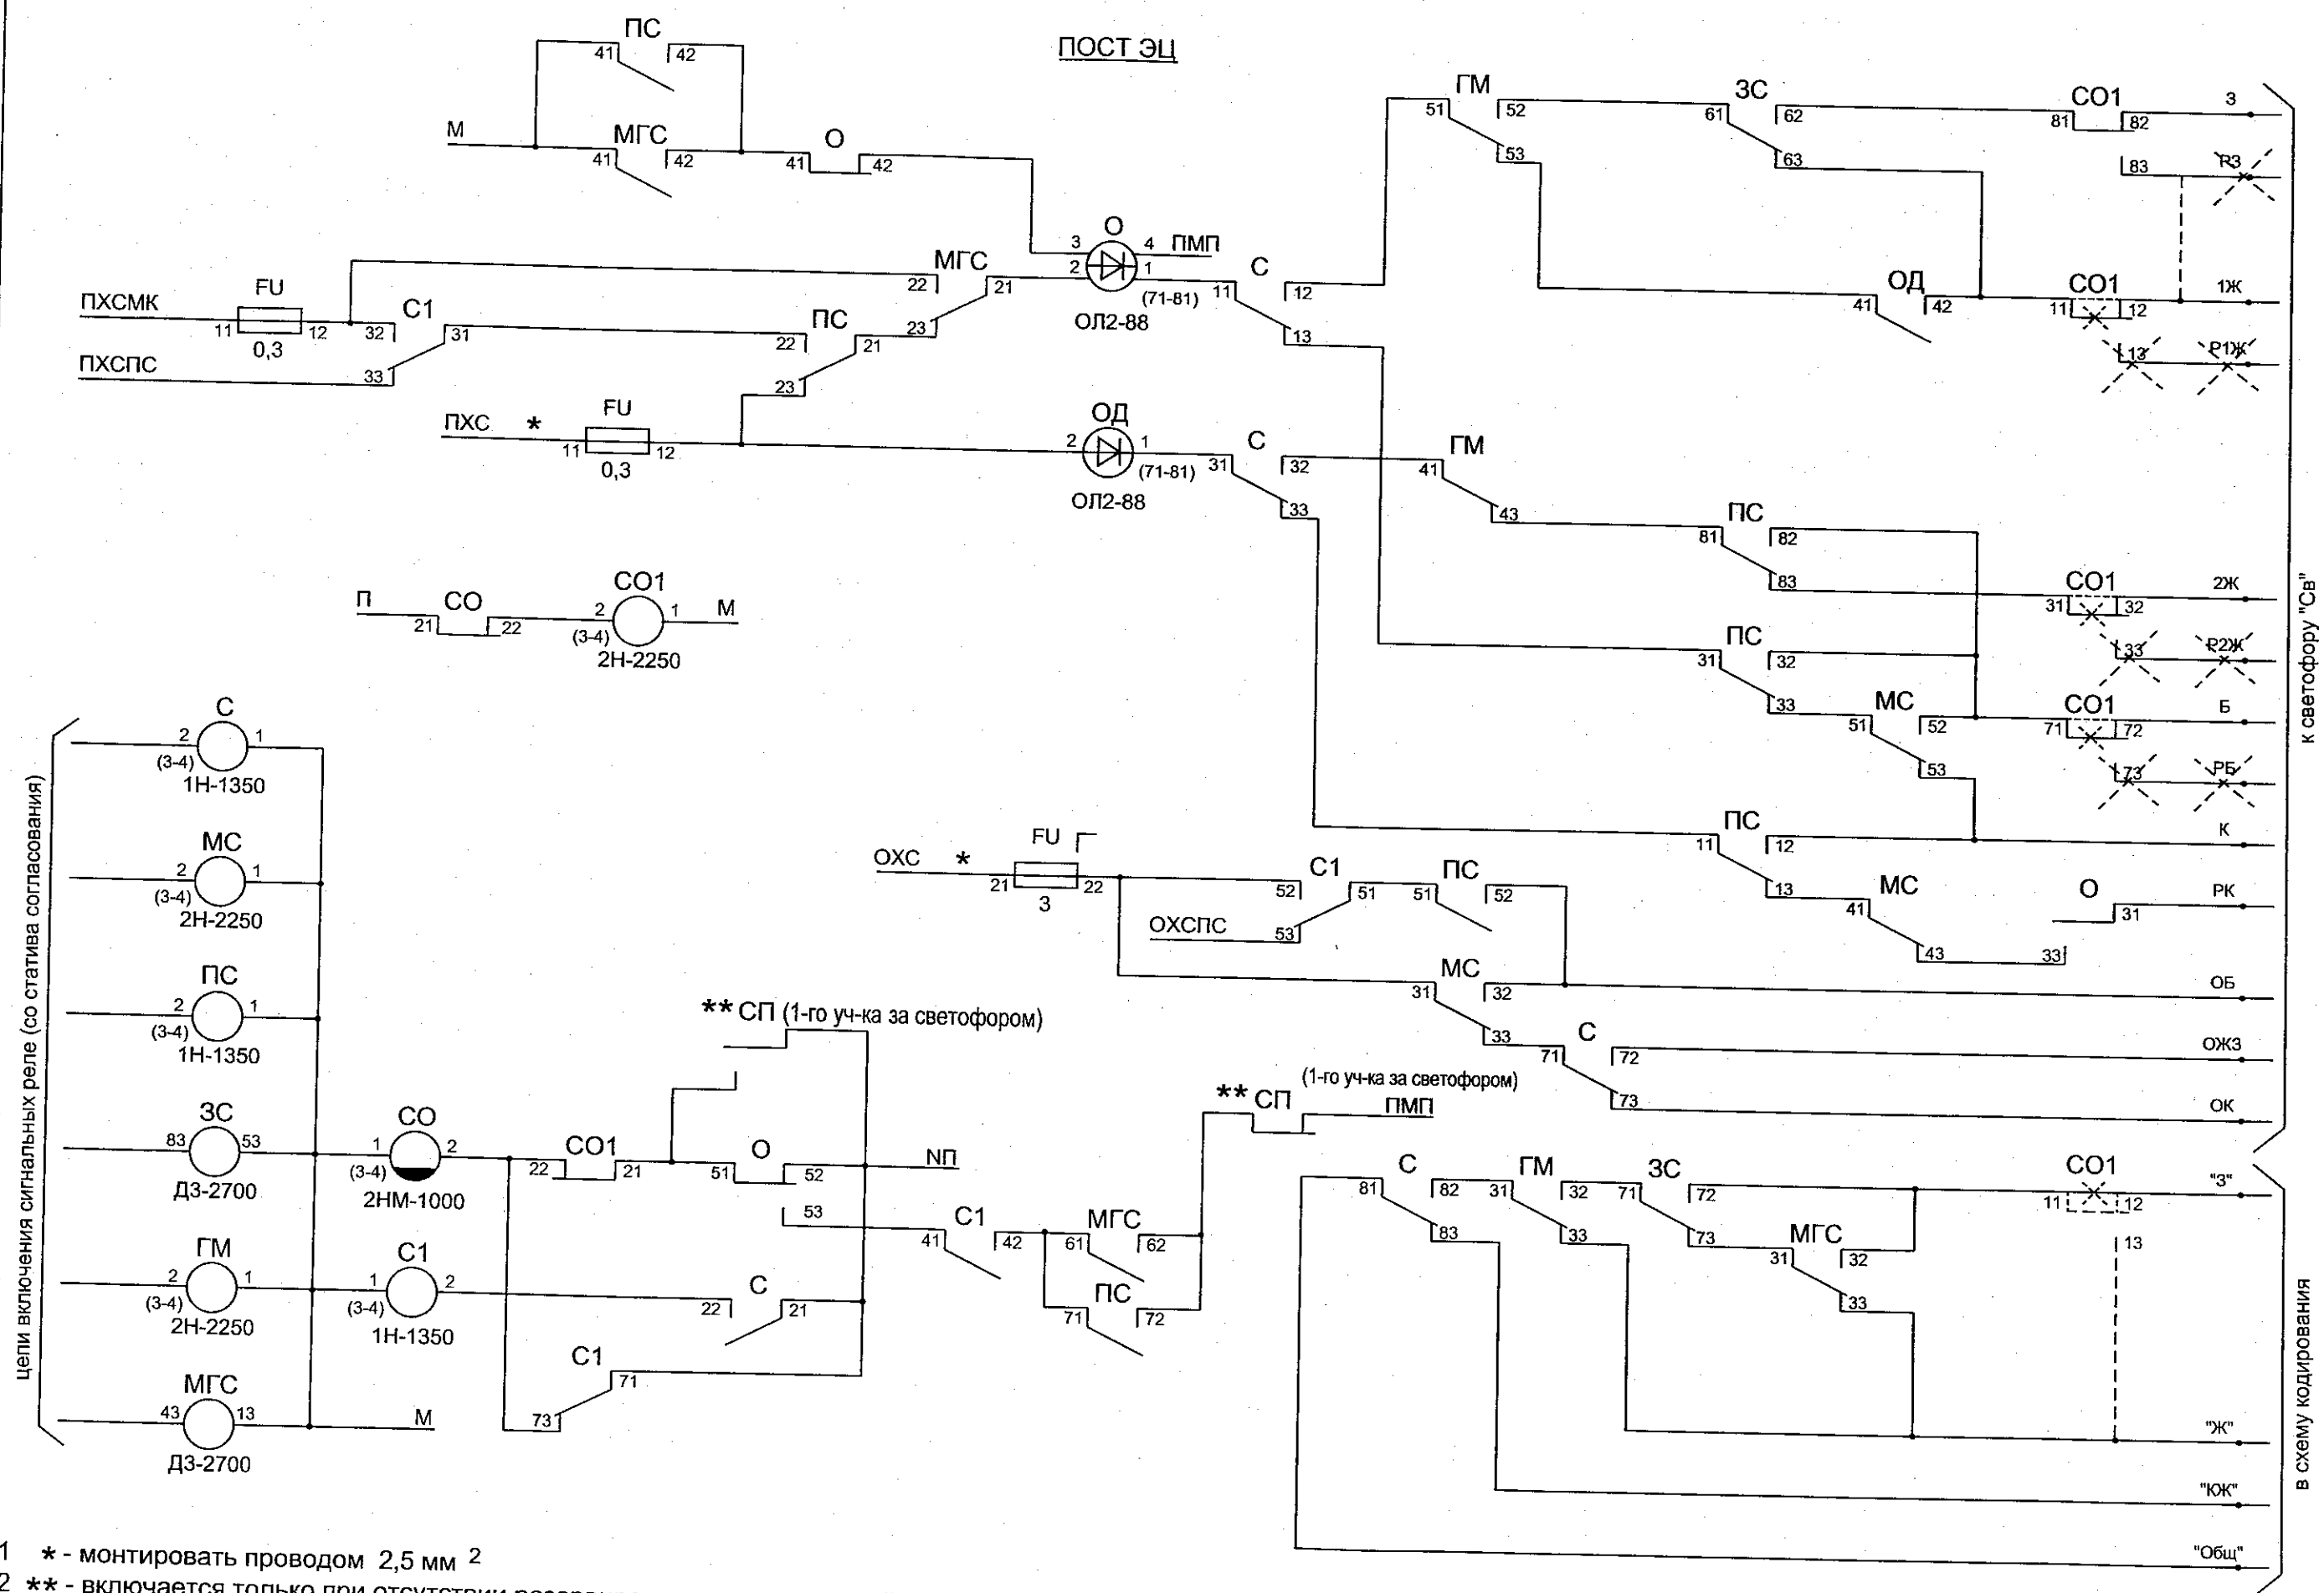 ПОСТ ЭЦ
ПС
41 42
М
МГС
41 42
О
41 42
О
3 4 ПМП
2 1
(71-81)
ОЛ2-88
МГС
22 21
23
ПХСМК
FU
11 12
0,3
С1
32 31
33
ПХСПС
ПС
22 21
23
ПХС *
FU
11 12
0,3
ОД
2 1
(71-81)
ОЛ2-88
С
11 12
13
С
31 32
33
ГМ
51 52
53
ЗС
61 62
63
СО1
81 82
83
З
РЗ
ОД
41 42
СО1
11 12
13
1Ж
Р1Ж
ГМ
41
43
ПС
81 82
83
СО1
31 32
33
2Ж
Р2Ж
ПС
31 32
33
МС
51 52
53
СО1
71 72
73
Б
РБ
ПС
11 12
13
К
МС
41
43
О
31
33
РК
к светофору "Св"
П
СО
21 22
СО1
2 1
(3-4)
2Н-2250
М
цепи включения сигнальных реле (со статива согласования)
С
2 1
(3-4)
1Н-1350
МС
2 1
(3-4)
2Н-2250
ПС
2 1
(3-4)
1Н-1350
ЗС
83 53
ДЗ-2700
ГМ
2 1
(3-4)
2Н-2250
МГС
43 13
ДЗ-2700
М
СО
1 2
(3-4)
2НМ-1000
С1
1 2
(3-4)
1Н-1350
СО1
22 21
** СП (1-го уч-ка за светофором)
О
51 52
53
NП
С
22 21
С1
71
73
С1
41 42
МГС
61 62
ПС
71 72
** СП
(1-го уч-ка за светофором)
ПМП
ОХС *
FU
21 22
3
С1
52 51
53
ОХСПС
ПС
51 52
МС
31 32
33
ОБ
С
71 72
73
ОЖЗ
ОК
С
81 82
83
ГМ
31 32
33
ЗС
71 72
73
МГС
31 32
33
СО1
11 12
13
"З"
"Ж"
"КЖ"
"Общ"
в схему кодирования
1 * - монтировать проводом 2,5 мм 2
2 ** - включается только при отсутствии